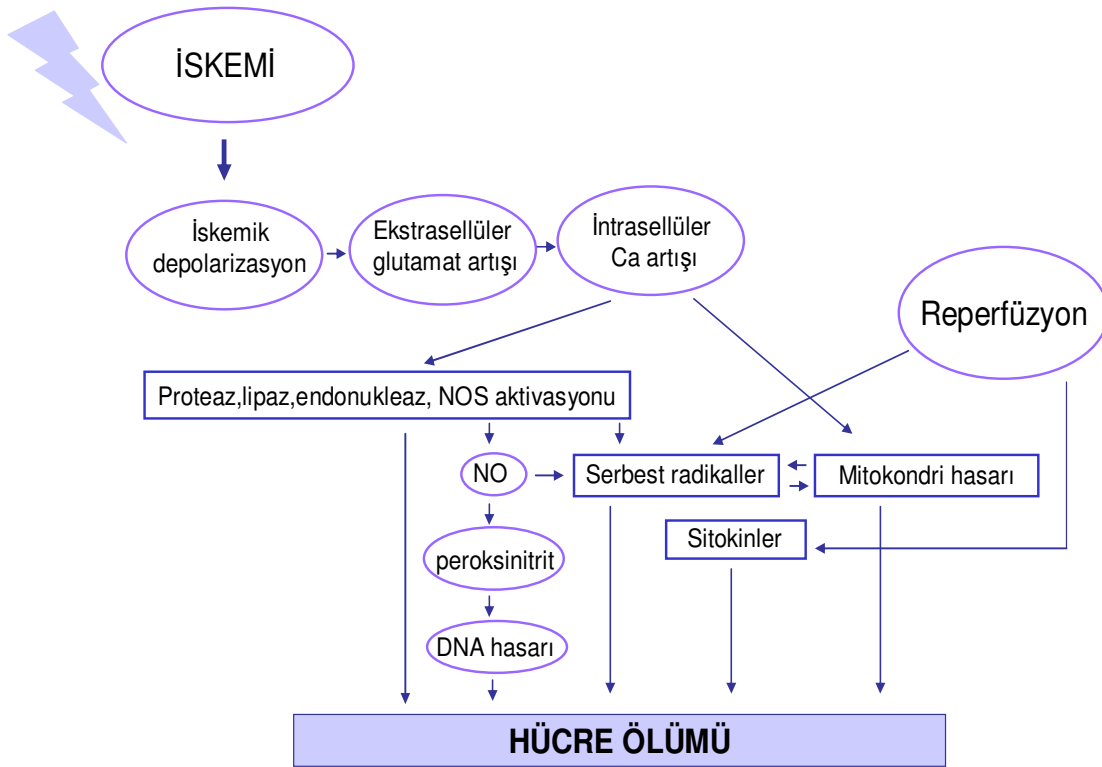 İSKEMİ
İskemik
depolarizasyon
Ekstrasellüler
glutamat artışı
İntrasellüler
Ca artışı
Reperfüzyon
Proteaz,lipaz,endonukleaz, NOS aktivasyonu
NO
Serbest radikaller
Mitokondri hasarı
Sitokinler
peroksinitrit
DNA hasarı
HÜCRE ÖLÜMÜ